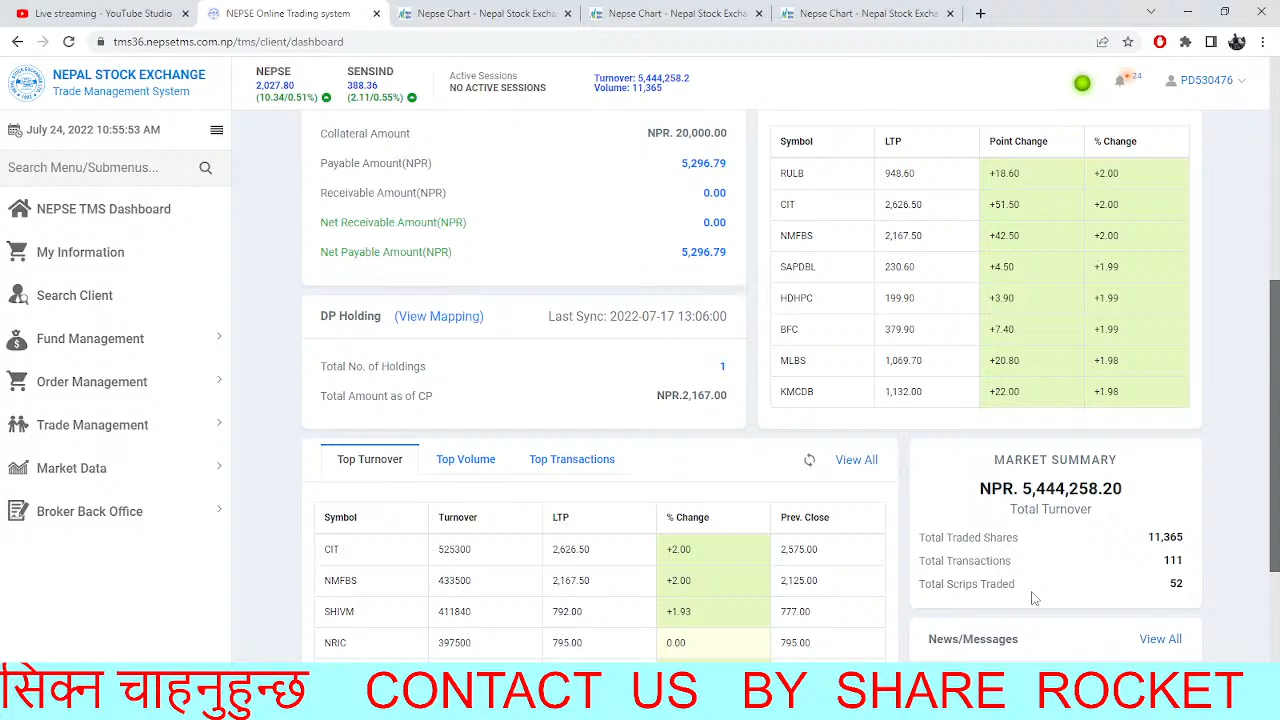 Live streaming - YouTube Studio
NEPSE Online Trading system
Nepse Chart - Nepal Stock Excha
Nepse Chart - Nepal Stock Excha
Nepse Chart - Nepal Stock Excha
tms36.nepsetms.com.np/tms/client/dashboard
NEPAL STOCK EXCHANGE
Trade Management System
NEPSE
2,027.80
(10.34/0.51%)
SENSIND
388.36
(2.11/0.55%)
Active Sessions
NO ACTIVE SESSIONS
Turnover: 5,444,258.2
Volume: 11,365
24
PD530476
July 24, 2022 10:55:53 AM
Search Menu/Submenus...
NEPSE TMS Dashboard
My Information
Search Client
Fund Management
Order Management
Trade Management
Market Data
Broker Back Office
Collateral Amount NPR. 20,000.00
Payable Amount(NPR) 5,296.79
Receivable Amount(NPR) 0.00
Net Receivable Amount(NPR) 0.00
Net Payable Amount(NPR) 5,296.79
DP Holding (View Mapping) Last Sync: 2022-07-17 13:06:00
Total No. of Holdings 1
Total Amount as of CP NPR.2,167.00
Symbol LTP Point Change % Change
RULB 948.60 +18.60 +2.00
CIT 2,626.50 +51.50 +2.00
NMFBS 2,167.50 +42.50 +2.00
SAPDBL 230.60 +4.50 +1.99
HDHPC 199.90 +3.90 +1.99
BFC 379.90 +7.40 +1.99
MLBS 1,069.70 +20.80 +1.98
KMCDB 1,132.00 +22.00 +1.98
Top Turnover Top Volume Top Transactions View All
Symbol Turnover LTP % Change Prev. Close
CIT 525300 2,626.50 +2.00 2,575.00
NMFBS 433500 2,167.50 +2.00 2,125.00
SHIVM 411840 792.00 +1.93 777.00
NRIC 397500 795.00 0.00 795.00
MARKET SUMMARY
NPR. 5,444,258.20
Total Turnover
Total Traded Shares 11,365
Total Transactions 111
Total Scrips Traded 52
News/Messages View All
सिक्न चाहनुहुन्छ CONTACT US BY SHARE ROCKET